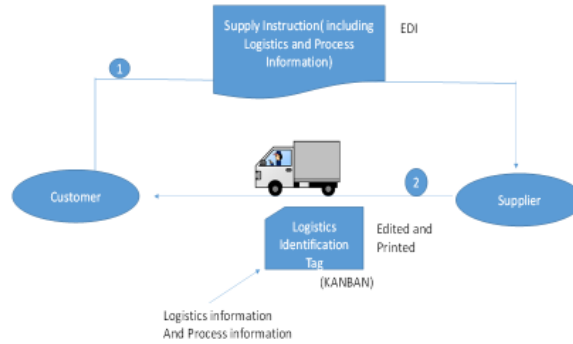 Supply Instruction( including
Logistics and Process
Information)
EDI
1
2
Customer
Supplier
Logistics
Identification
Tag
Edited and
Printed
(KANBAN)
Logistics information
And Process information